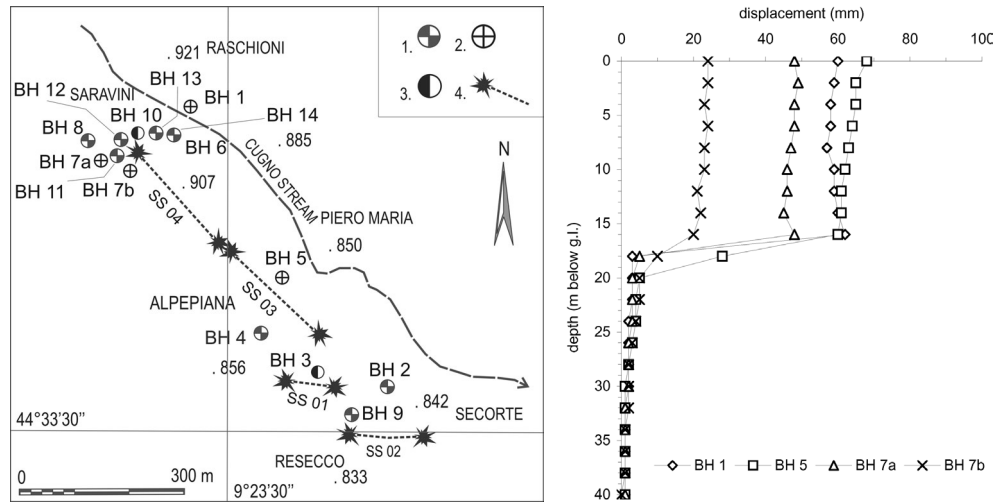 . 921 RASCHIONI
1. 2.
3. 4.
BH 13
BH 12 SARAVINI
BH 1
BH 10
BH 14
BH 8
BH 6
. 885
BH 7a
CUGNO STREAM
N
BH 11 BH 7b
. 907
SS 04
PIERO MARIA
. 850
BH 5
SS 03
ALPEPIANA
BH 4
BH 3
BH 2
. 856
SS 01
. 842
BH 9
SECORTE
44°33'30''
SS 02
RESECCO
0 300 m
9°23'30''
. 833
displacement (mm)
0 20 40 60 80 100
depth (m below g.l.)
0
5
10
15
20
25
30
35
40
BH 1 BH 5 BH 7a BH 7b